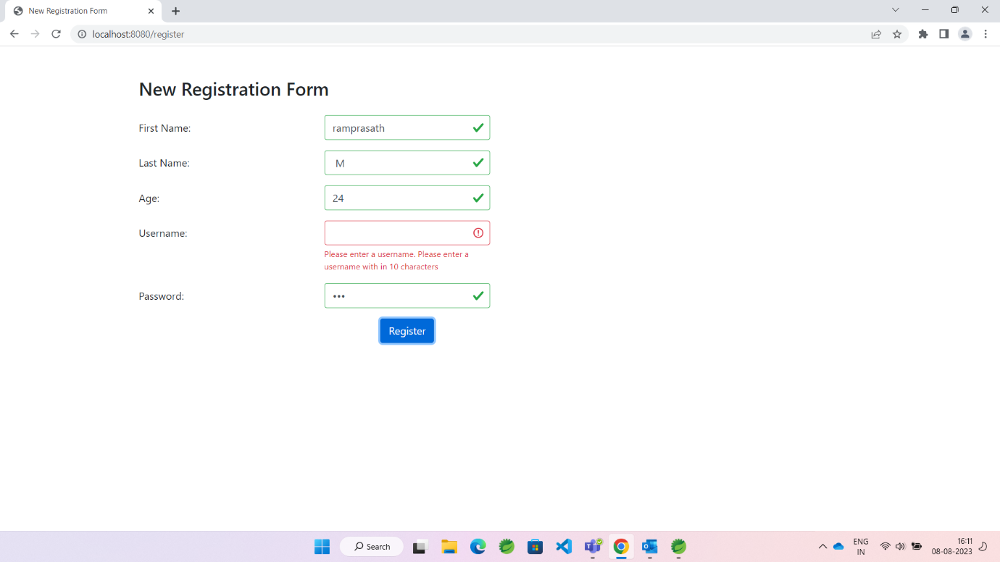 New Registration Form
localhost:8080/register
New Registration Form
First Name:
ramprasath
Last Name:
M
Age:
24
Username:
Please enter a username. Please enter a
username with in 10 characters
Password:
•••
Register
Search
ENG
IN
16:11
08-08-2023